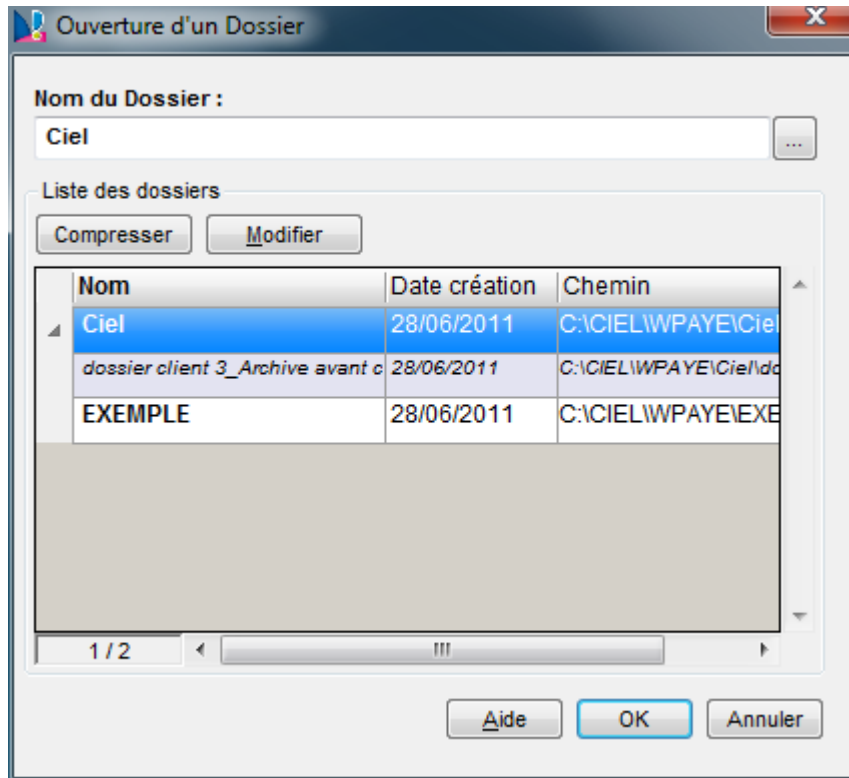 Ouverture d'un Dossier
x
Nom du Dossier :
Ciel
...
Liste des dossiers
Compresser Modifier
Nom Date création Chemin
Ciel 28/06/2011 C:\CIEL\WPAYE\Ciel
dossier client 3_Archive avant c 28/06/2011 C:\CIEL\WPAYE\Ciel\do
EXEMPLE 28/06/2011 C:\CIEL\WPAYE\EXE
1 / 2
Aide OK Annuler